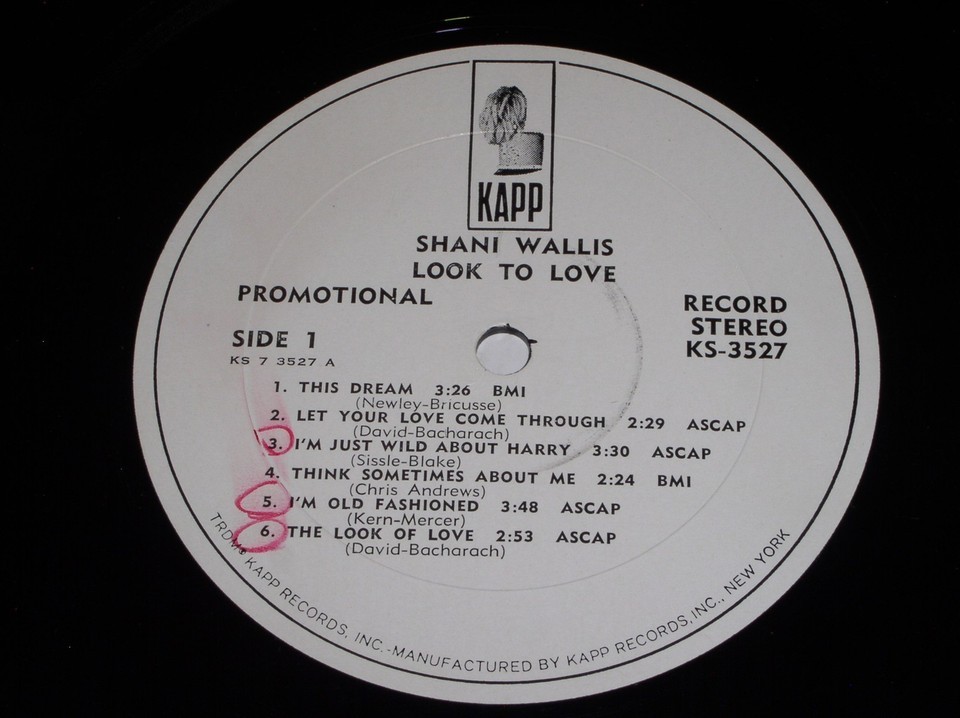 KAPP
SHANI WALLIS
LOOK TO LOVE
PROMOTIONAL
RECORD
STEREO
KS-3527
SIDE 1
KS 7 3527 A
1. THIS DREAM 3:26 BMI
(Newley-Bricusse)
2. LET YOUR LOVE COME THROUGH 2:29 ASCAP
(David-Bacharach)
3. I'M JUST WILD ABOUT HARRY 3:30 ASCAP
(Sissle-Blake)
4. THINK SOMETIMES ABOUT ME 2:24 BMI
(Chris Andrews)
5. I'M OLD FASHIONED 3:48 ASCAP
(Kern-Mercer)
6. THE LOOK OF LOVE 2:53 ASCAP
(David-Bacharach)
TRDMK KAPP RECORDS, INC.-MANUFACTURED BY KAPP RECORDS, INC., NEW YORK